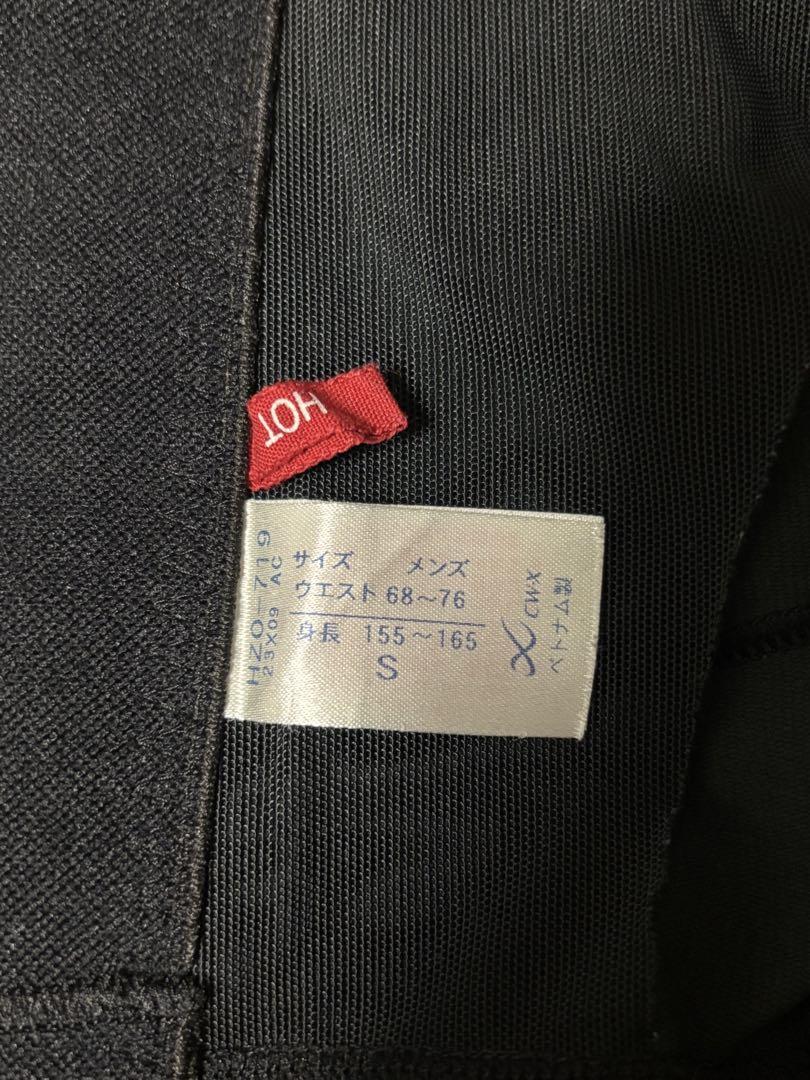 HOT
HZO-719
23X09 AC
サイズ メンズ
ウエスト 68～76
身長 155～165
S
CW-X
ベトナム製